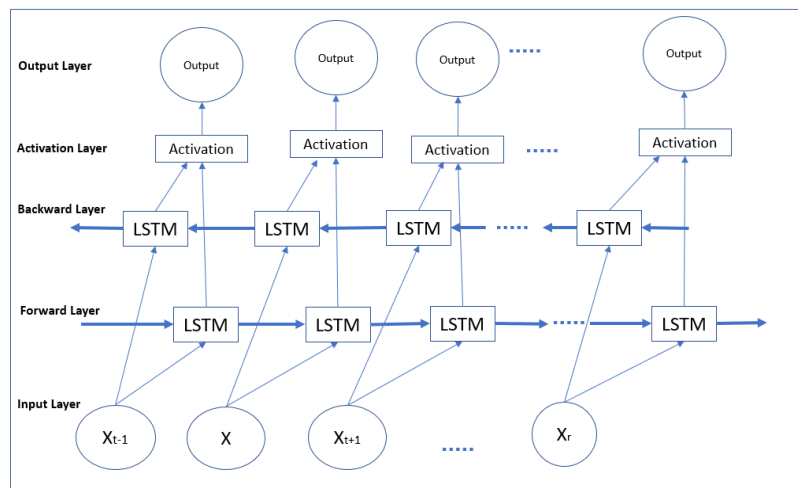 Output Layer
Output Output Output Output
Activation Layer
Activation Activation Activation Activation
Backward Layer
LSTM LSTM LSTM LSTM
Forward Layer
LSTM LSTM LSTM LSTM
Input Layer
Xt-1 X Xt+1 Xr